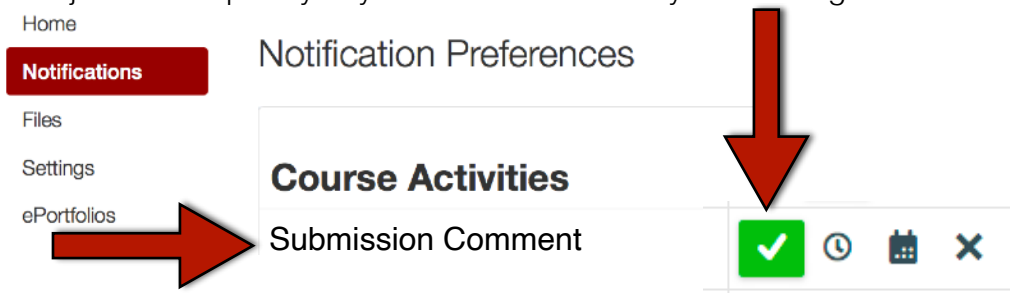 Home
Notifications
Files
Settings
ePortfolios
Notification Preferences
Course Activities
Submission Comment